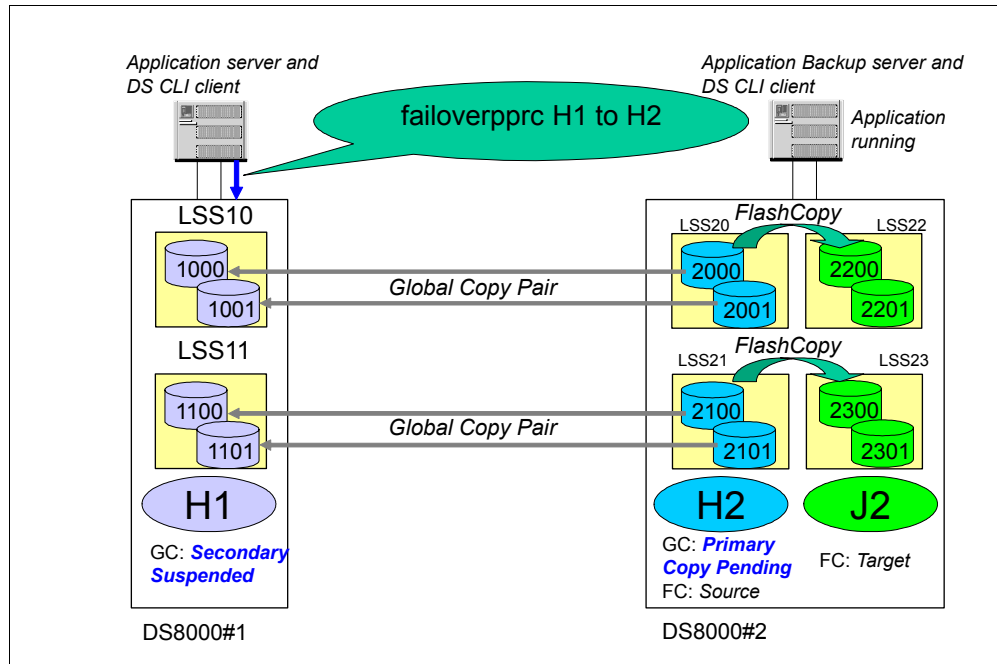 Application server and
DS CLI client
failoverpprc H1 to H2
Application Backup server and
DS CLI client
Application
running
LSS10
1000
1001
Global Copy Pair
LSS20
FlashCopy
LSS22
2000
2001
2200
2201
LSS11
1100
1101
Global Copy Pair
LSS21
FlashCopy
LSS23
2100
2101
2300
2301
H1
H2
J2
GC: Secondary
Suspended
GC: Primary
Copy Pending
FC: Source
FC: Target
DS8000#1
DS8000#2